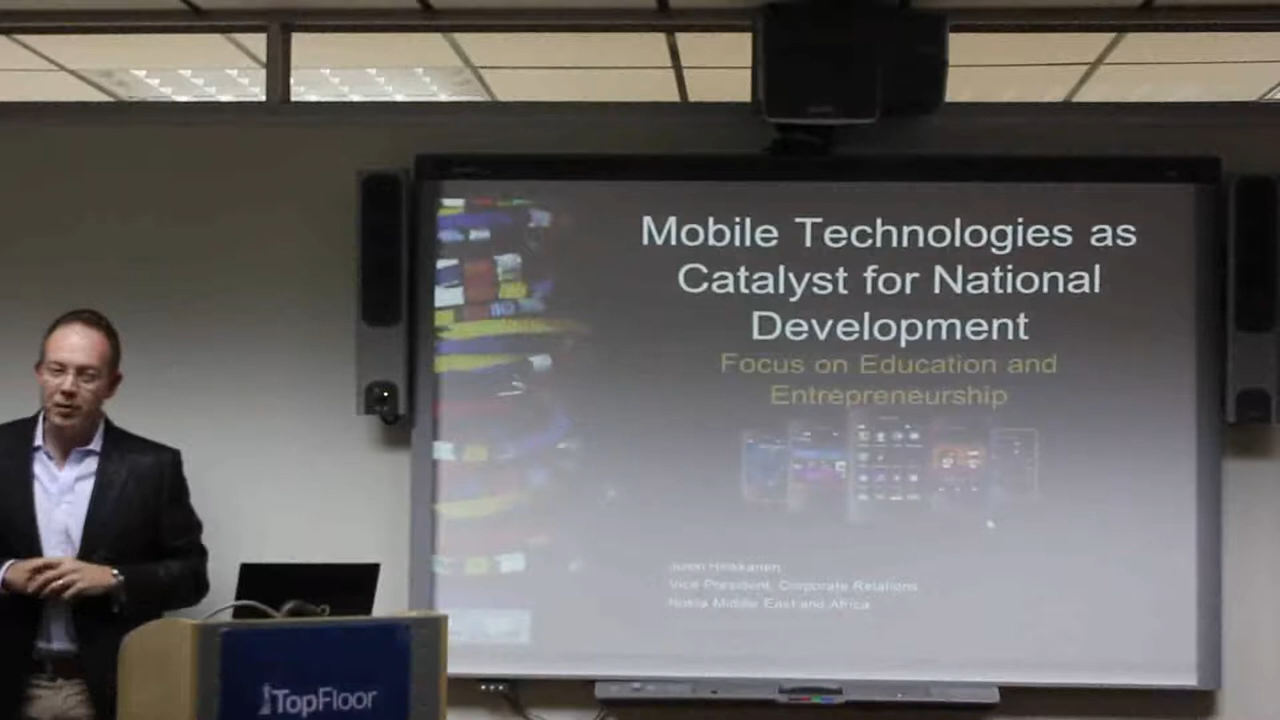 Mobile Technologies as
Catalyst for National
Development
Focus on Education and
Entrepreneurship
Hirakkanen
Vice President, Corporate Relations
Nokia Middle East and Africa
TopFloor